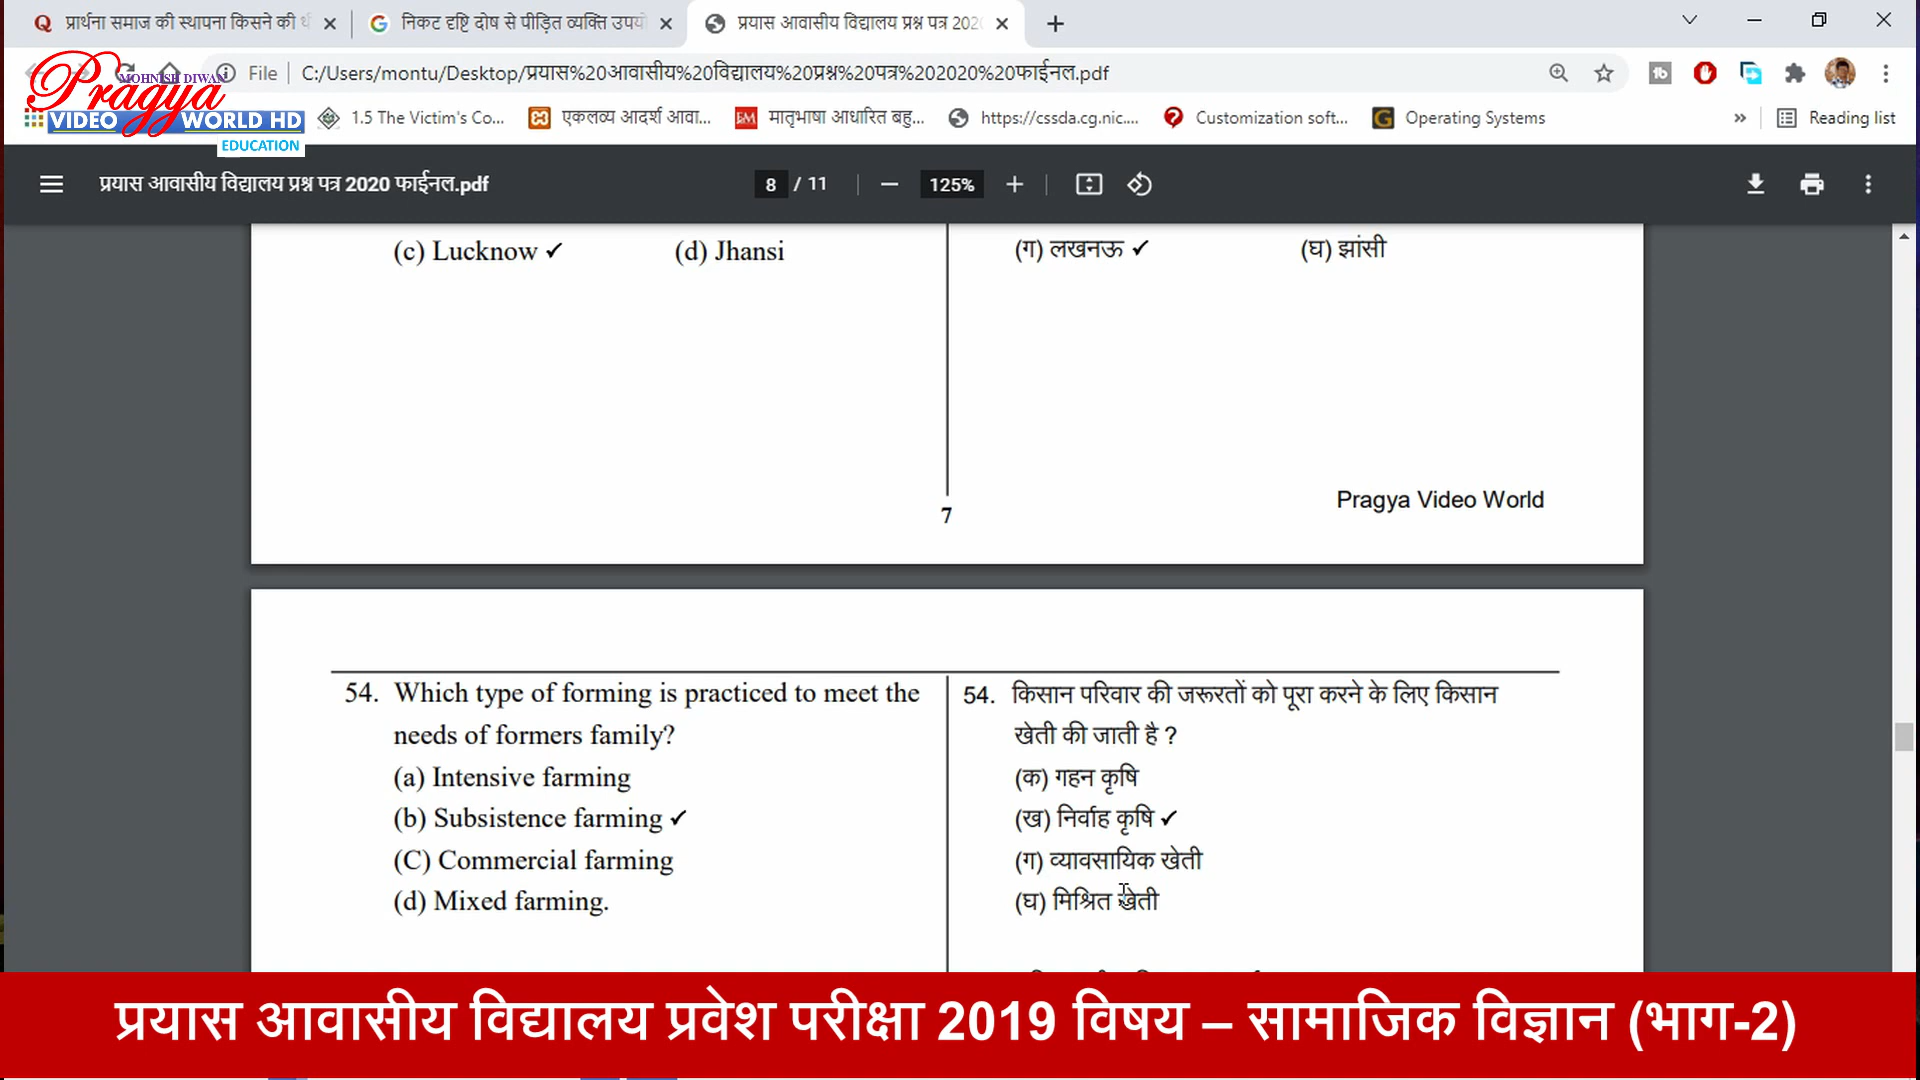 प्रार्थना समाज की स्थापना किसने की थी
निकट दृष्टि दोष से पीड़ित व्यक्ति उपयो
प्रयास आवासीय विद्यालय प्रश्न पत्र 202
File
C:/Users/montu/Desktop/प्रयास%20आवासीय%20विद्यालय%20प्रश्न%20पत्र%202020%20फाईनल.pdf
MOHNISH DIWAN
Pragya
VIDEO WORLD HD
EDUCATION
1.5 The Victim's Co...
एकलव्य आदर्श आवा...
मातृभाषा आधारित बहु...
https://cssda.cg.nic....
Customization soft...
Operating Systems
»
Reading list
प्रयास आवासीय विद्यालय प्रश्न पत्र 2020 फाईनल.pdf
8 / 11
125%
(c) Lucknow ✓ (d) Jhansi
(ग) लखनऊ ✓ (घ) झांसी
Pragya Video World
7
54. Which type of forming is practiced to meet the
needs of formers family?
(a) Intensive farming
(b) Subsistence farming ✓
(C) Commercial farming
(d) Mixed farming.
54. किसान परिवार की जरूरतों को पूरा करने के लिए किसान
खेती की जाती है ?
(क) गहन कृषि
(ख) निर्वाह कृषि ✓
(ग) व्यावसायिक खेती
(घ) मिश्रित खेती
प्रयास आवासीय विद्यालय प्रवेश परीक्षा 2019 विषय – सामाजिक विज्ञान (भाग-2)